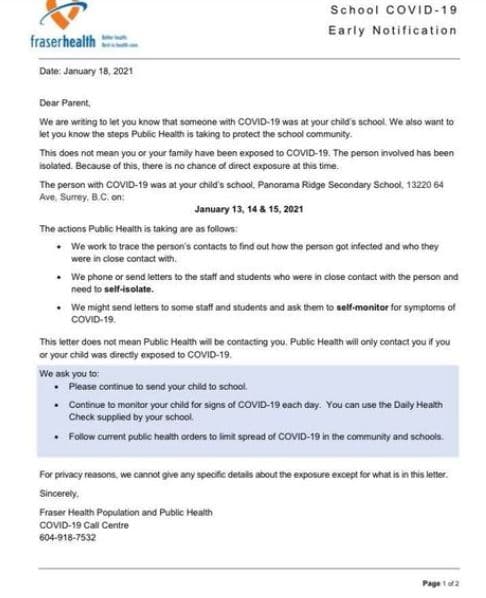 School COVID-19
Early Notification
fraserhealth
Better health.
Best in health care.
Date: January 18, 2021
Dear Parent,
We are writing to let you know that someone with COVID-19 was at your child's school. We also want to
let you know the steps Public Health is taking to protect the school community.
This does not mean you or your family have been exposed to COVID-19. The person involved has been
isolated. Because of this, there is no chance of direct exposure at this time.
The person with COVID-19 was at your child's school, Panorama Ridge Secondary School, 13220 64
Ave, Surrey, B.C. on:
January 13, 14 & 15, 2021
The actions Public Health is taking are as follows:
• We work to trace the person's contacts to find out how the person got infected and who they
were in close contact with.
• We phone or send letters to the staff and students who were in close contact with the person and
need to self-isolate.
• We might send letters to some staff and students and ask them to self-monitor for symptoms of
COVID-19.
This letter does not mean Public Health will be contacting you. Public Health will only contact you if you
or your child was directly exposed to COVID-19.
We ask you to:
• Please continue to send your child to school.
• Continue to monitor your child for signs of COVID-19 each day. You can use the Daily Health
Check supplied by your school.
• Follow current public health orders to limit spread of COVID-19 in the community and schools.
For privacy reasons, we cannot give any specific details about the exposure except for what is in this letter.
Sincerely,
Fraser Health Population and Public Health
COVID-19 Call Centre
604-918-7532
Page 1 of 2